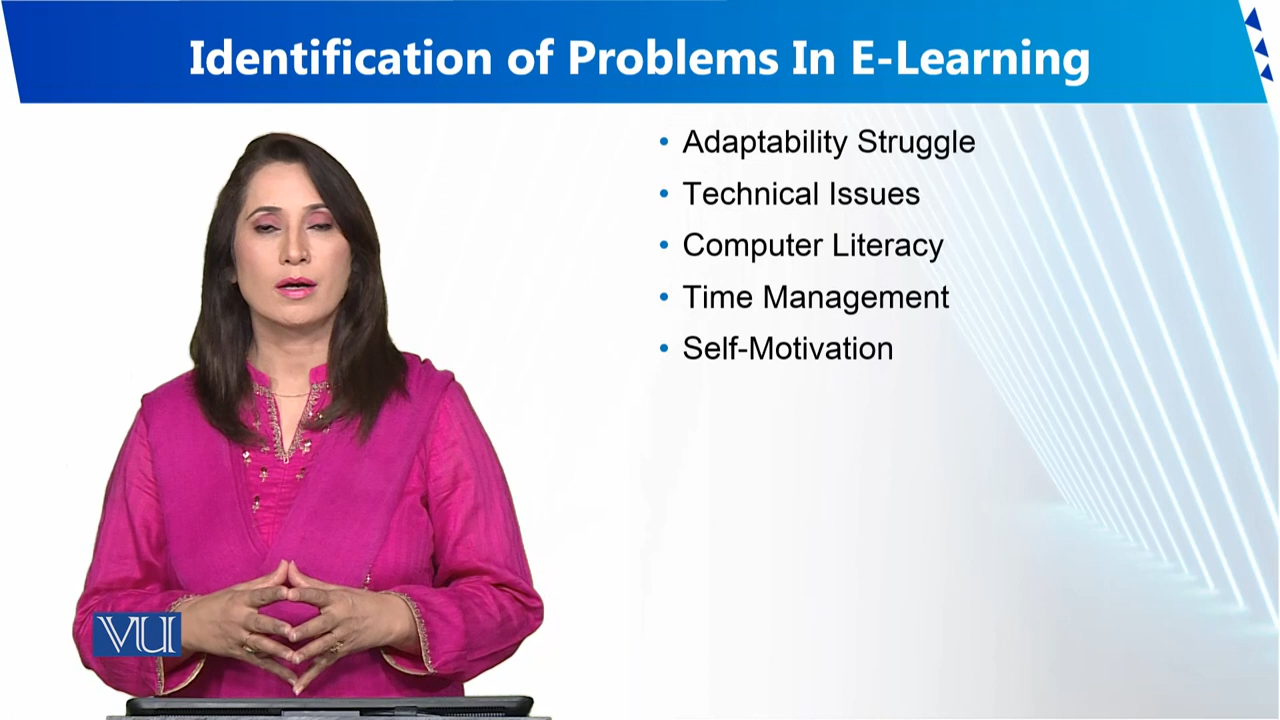 Identification of Problems In E-Learning
• Adaptability Struggle
• Technical Issues
• Computer Literacy
• Time Management
• Self-Motivation
VU